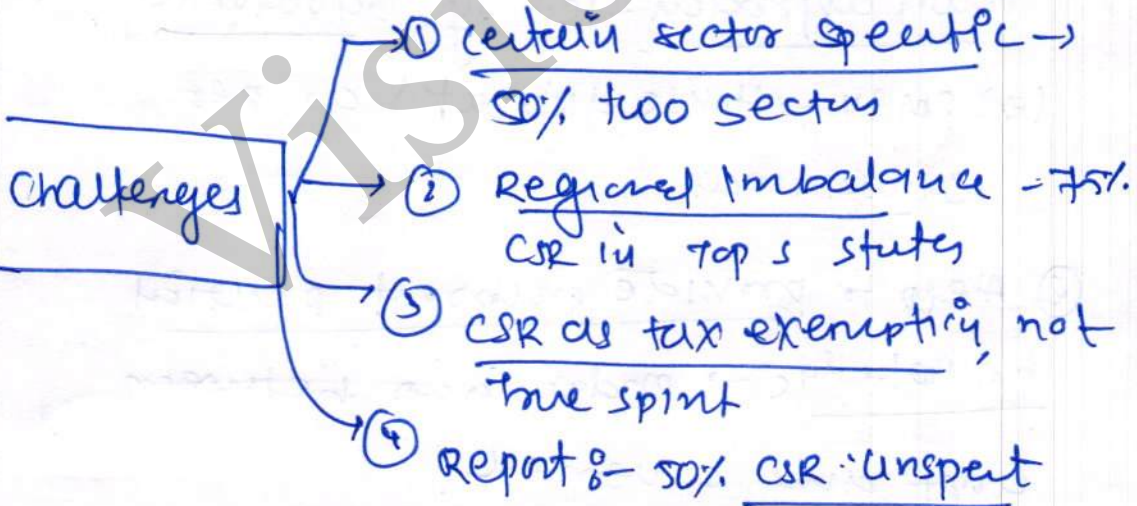 ① certain sector specific →
50% two sectors
Challenges
② Regional Imbalance - 75%
CSR in Top 5 states
③ CSR as tax exemption, not
true spirit
④ Report :- 50% CSR unspent
Visi